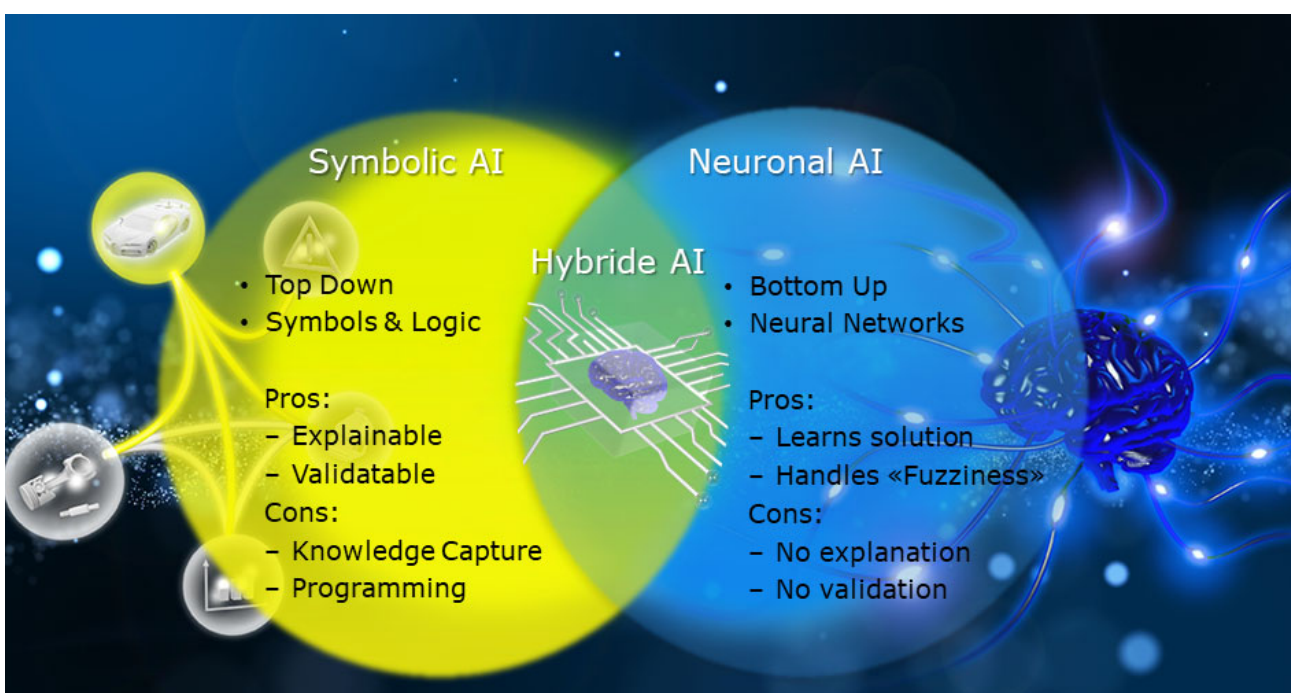 Symbolic AI
Neuronal AI
Hybride AI
• Top Down
• Symbols & Logic
Pros:
– Explainable
– Validatable
Cons:
– Knowledge Capture
– Programming
• Bottom Up
• Neural Networks
Pros:
– Learns solution
– Handles «Fuzziness»
Cons:
– No explanation
– No validation